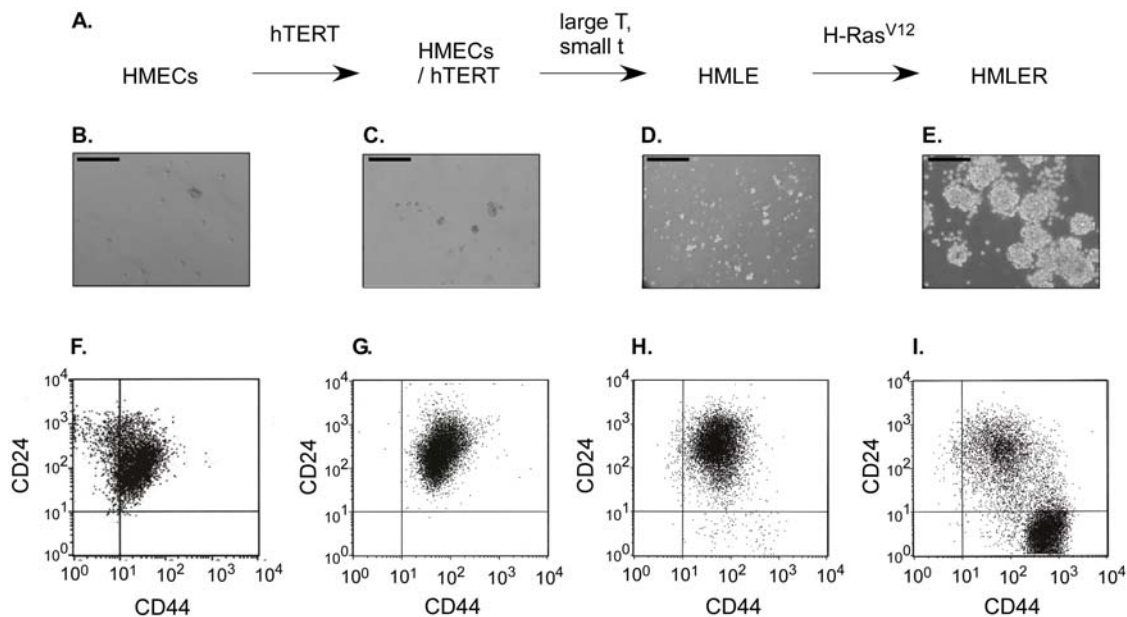 A.
hTERT
large T,
small t
H-Ras^V12
HMECs
HMECs
/ hTERT
HMLE
HMLER
B.
C.
D.
E.
F.
G.
H.
I.
10^4
10^3
10^2
10^1
10^0
CD24
10^0 10^1 10^2 10^3 10^4
CD44
10^4
10^3
10^2
10^1
10^0
CD24
10^0 10^1 10^2 10^3 10^4
CD44
10^4
10^3
10^2
10^1
10^0
CD24
10^0 10^1 10^2 10^3 10^4
CD44
10^4
10^3
10^2
10^1
10^0
CD24
10^0 10^1 10^2 10^3 10^4
CD44